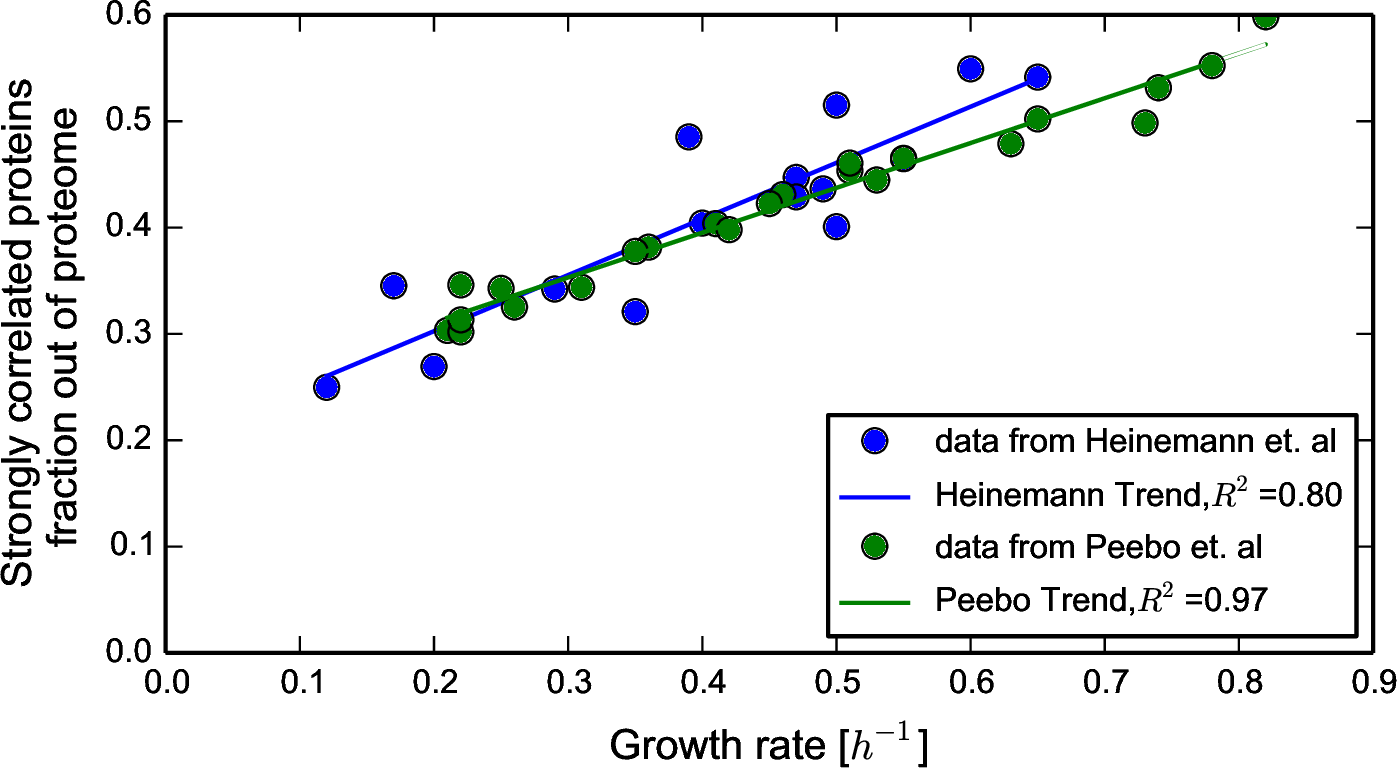 Strongly correlated proteins
fraction out of proteome
0.6
0.5
0.4
0.3
0.2
0.1
0.0
data from Heinemann et. al
Heinemann Trend,R² =0.80
data from Peebo et. al
Peebo Trend,R² =0.97
0.0 0.1 0.2 0.3 0.4 0.5 0.6 0.7 0.8 0.9
Growth rate [h⁻¹]